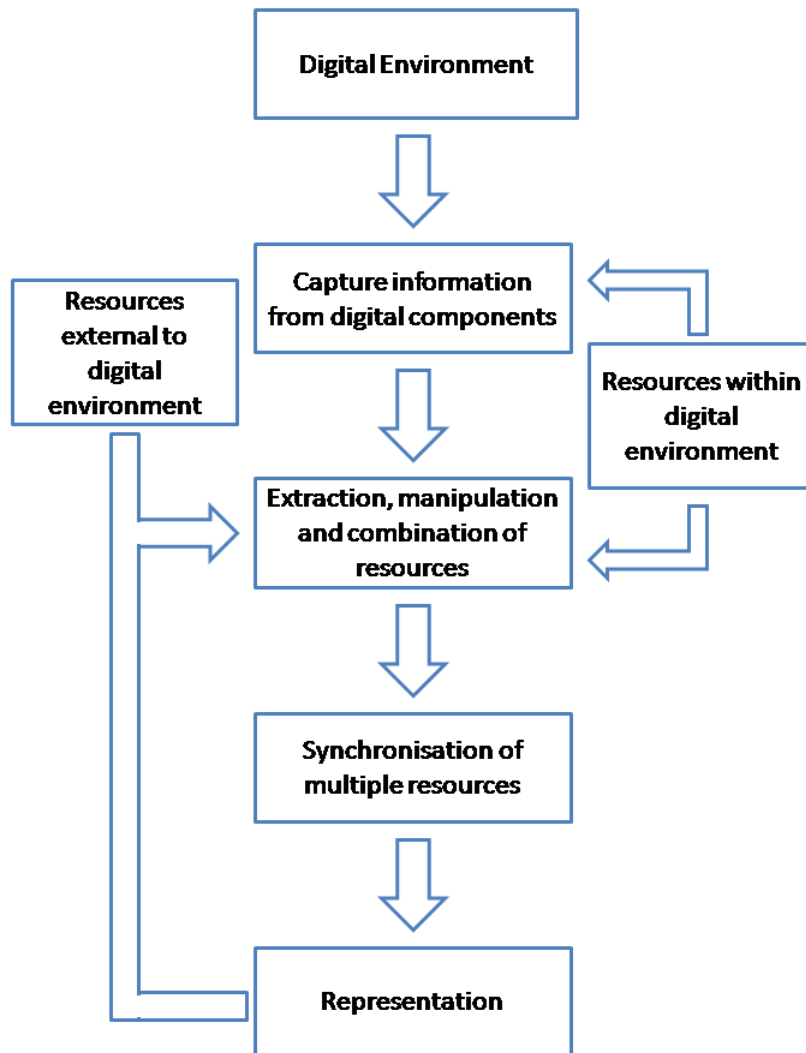 Digital Environment
Capture information
from digital components
Resources
external to
digital
environment
Resources within
digital
environment
Extraction, manipulation
and combination of
resources
Synchronisation of
multiple resources
Representation